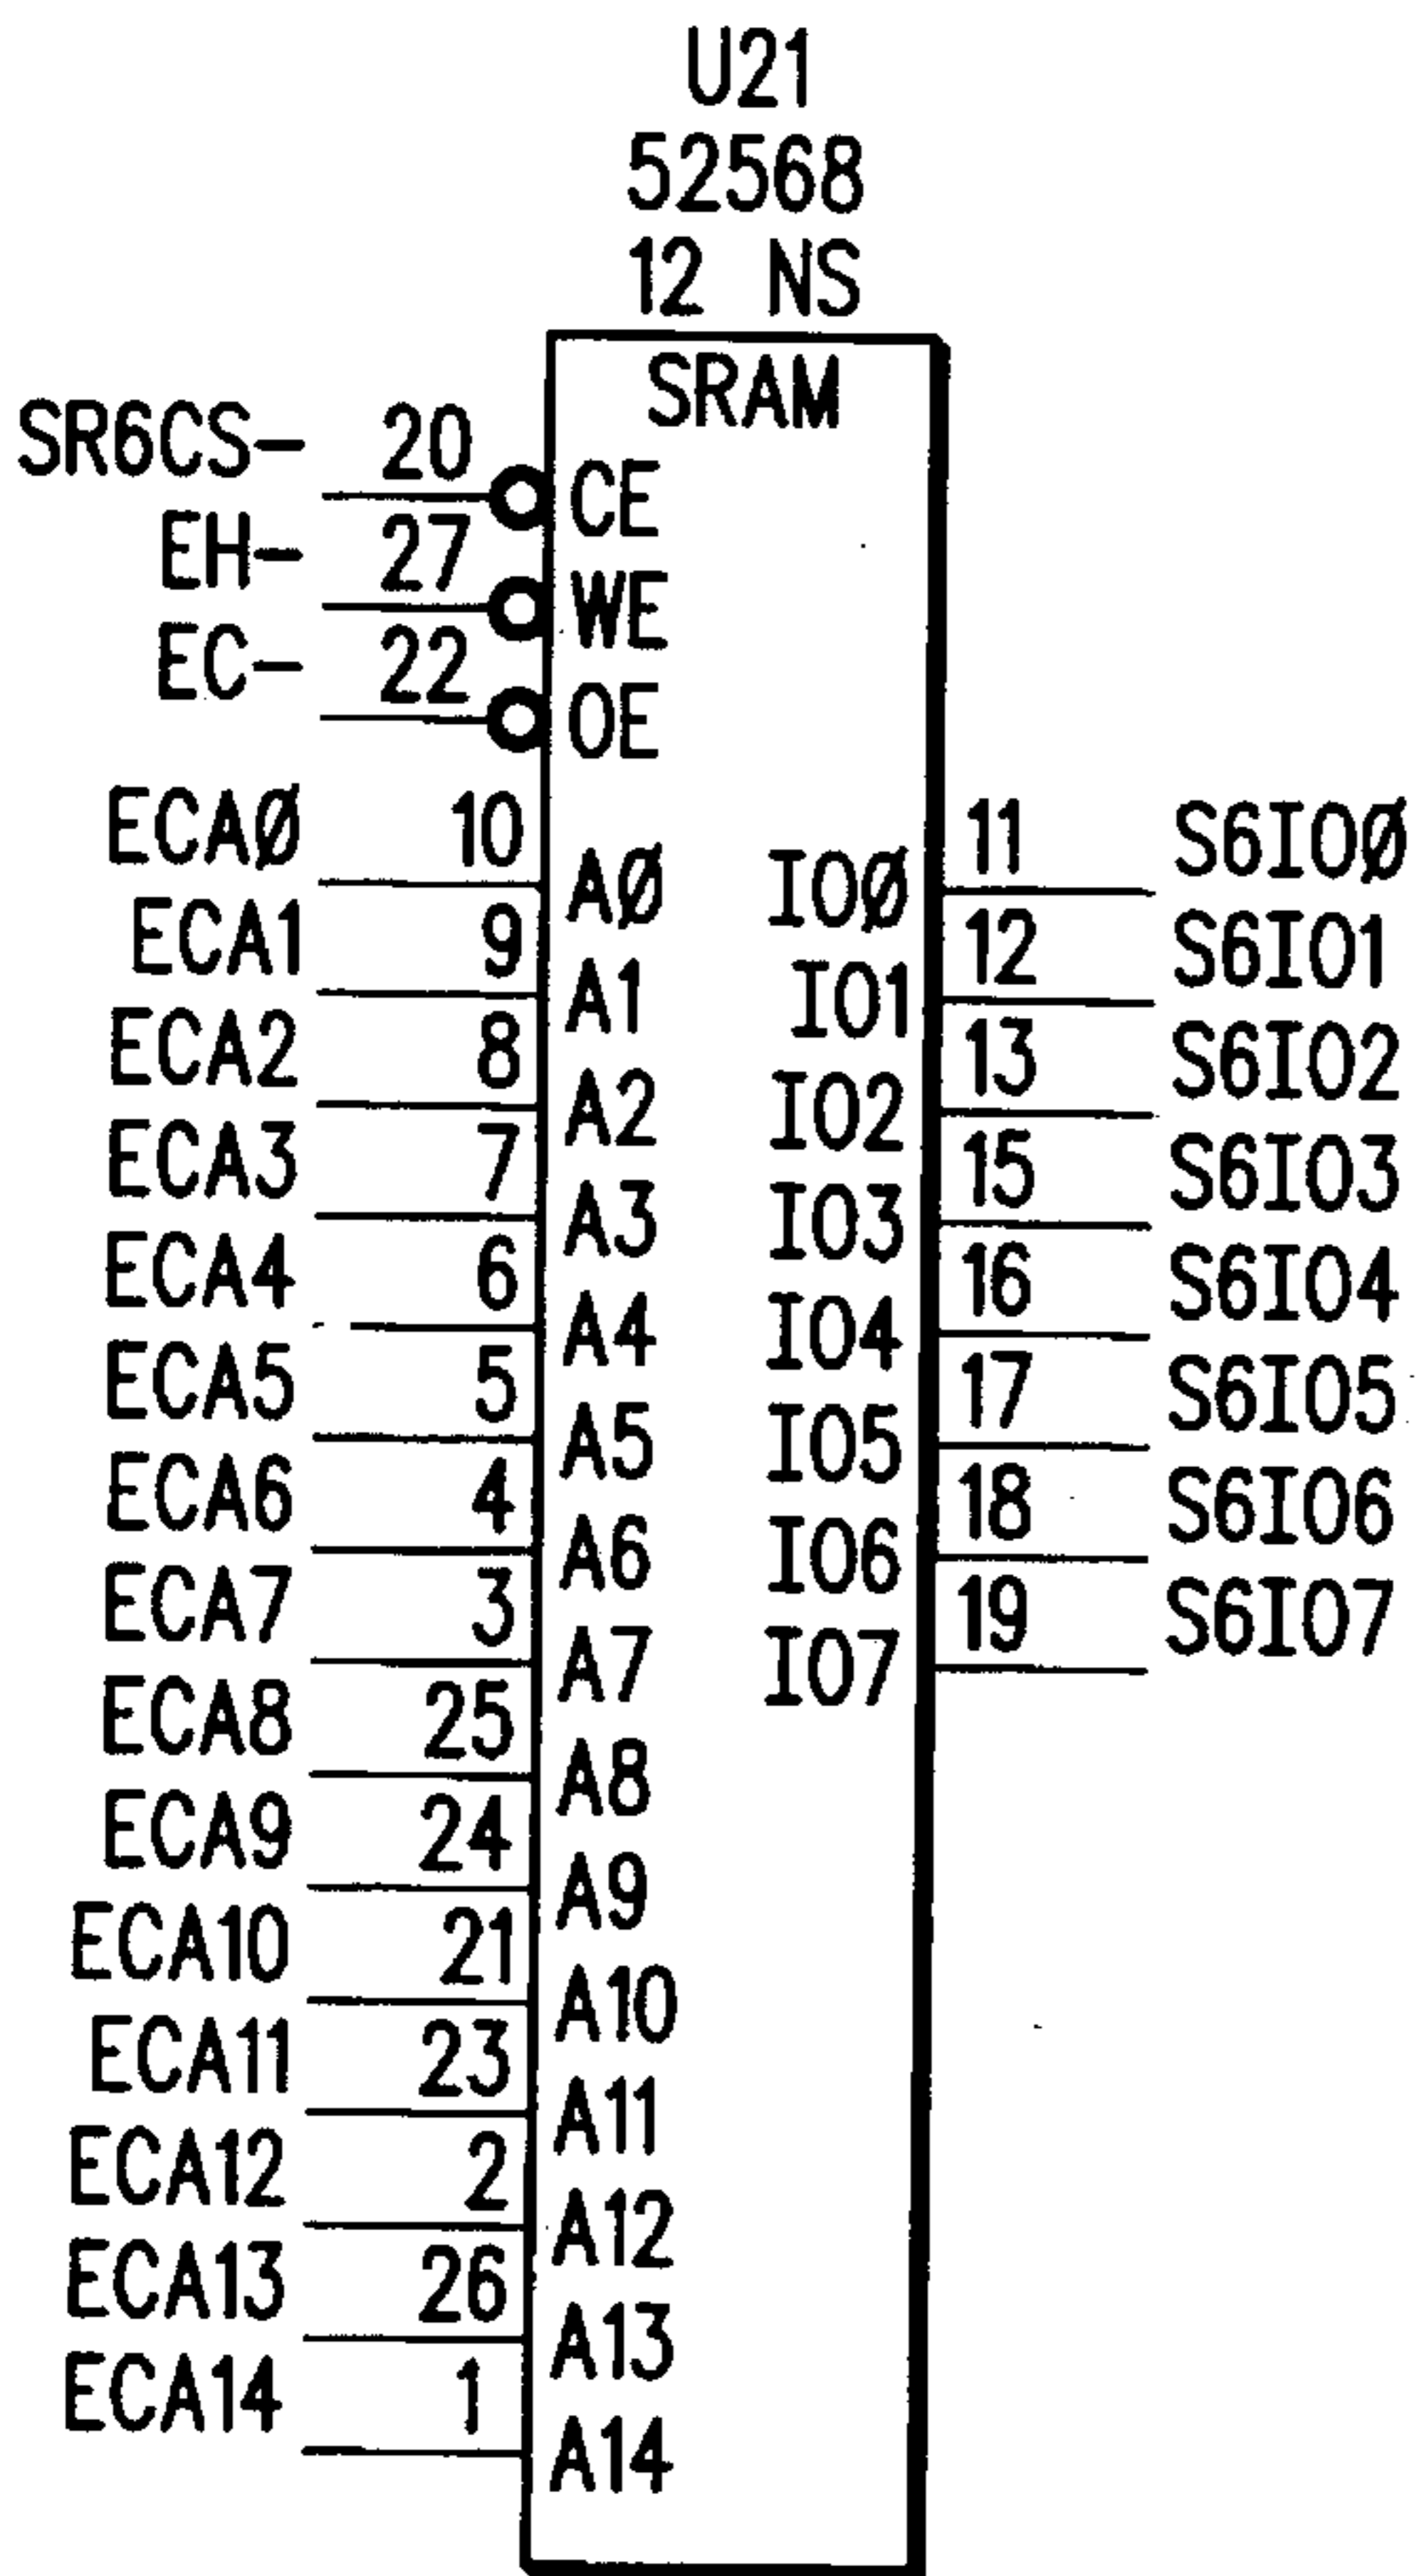 U21
52568
12 NS
SRAM
SR6CS- 20 CE
EH- 27 WE
EC- 22 OE
ECAØ 10 AØ IOØ 11 S6IOØ
ECA1 9 A1 IO1 12 S6IO1
ECA2 8 A2 IO2 13 S6IO2
ECA3 7 A3 IO3 15 S6IO3
ECA4 6 A4 IO4 16 S6IO4
ECA5 5 A5 IO5 17 S6IO5
ECA6 4 A6 IO6 18 S6IO6
ECA7 3 A7 IO7 19 S6IO7
ECA8 25 A8
ECA9 24 A9
ECA10 21 A10
ECA11 23 A11
ECA12 2 A12
ECA13 26 A13
ECA14 1 A14